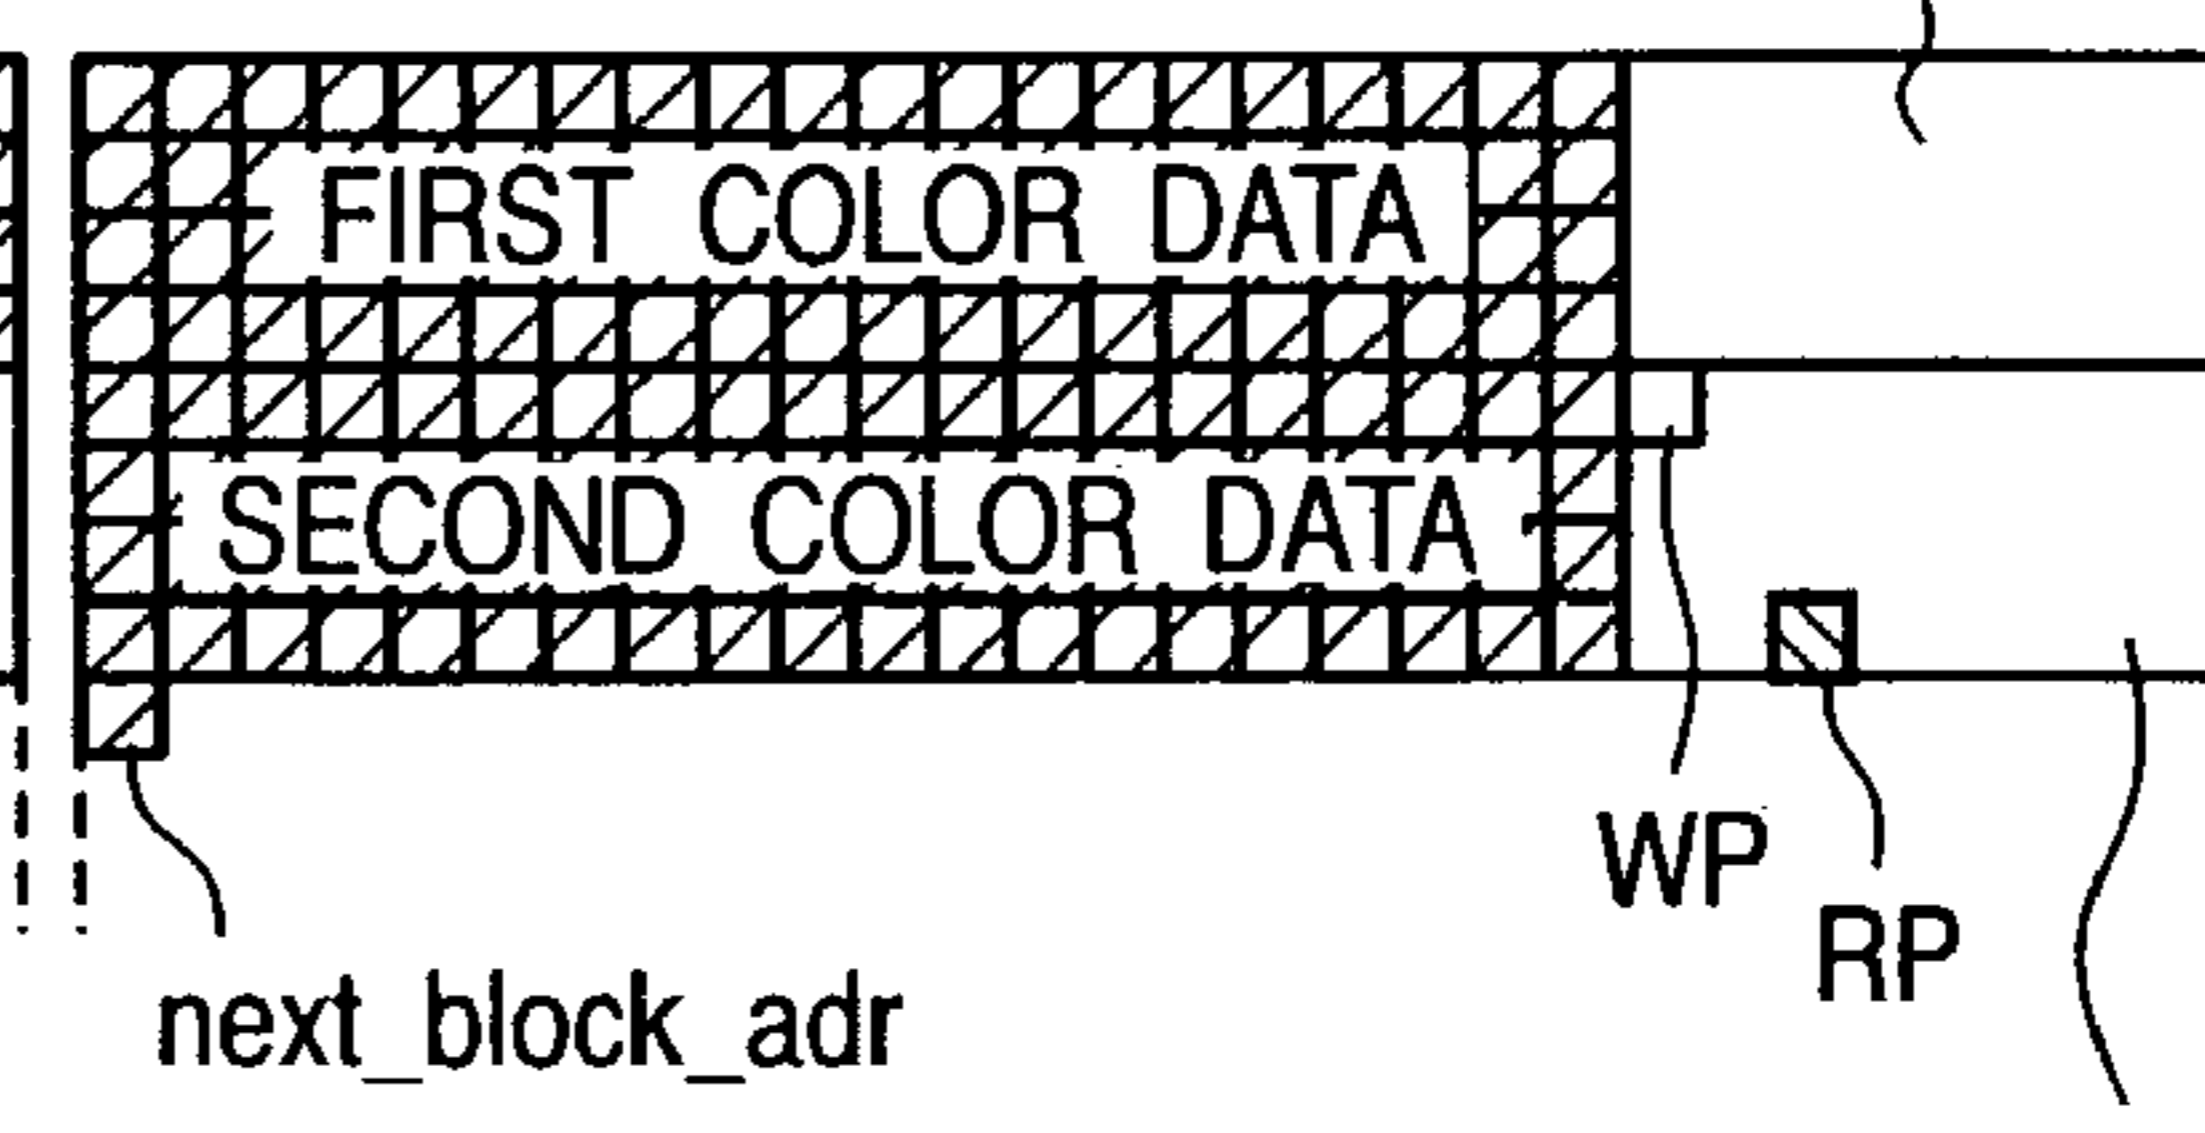 FIRST COLOR DATA
SECOND COLOR DATA
WP
RP
next_block_adr